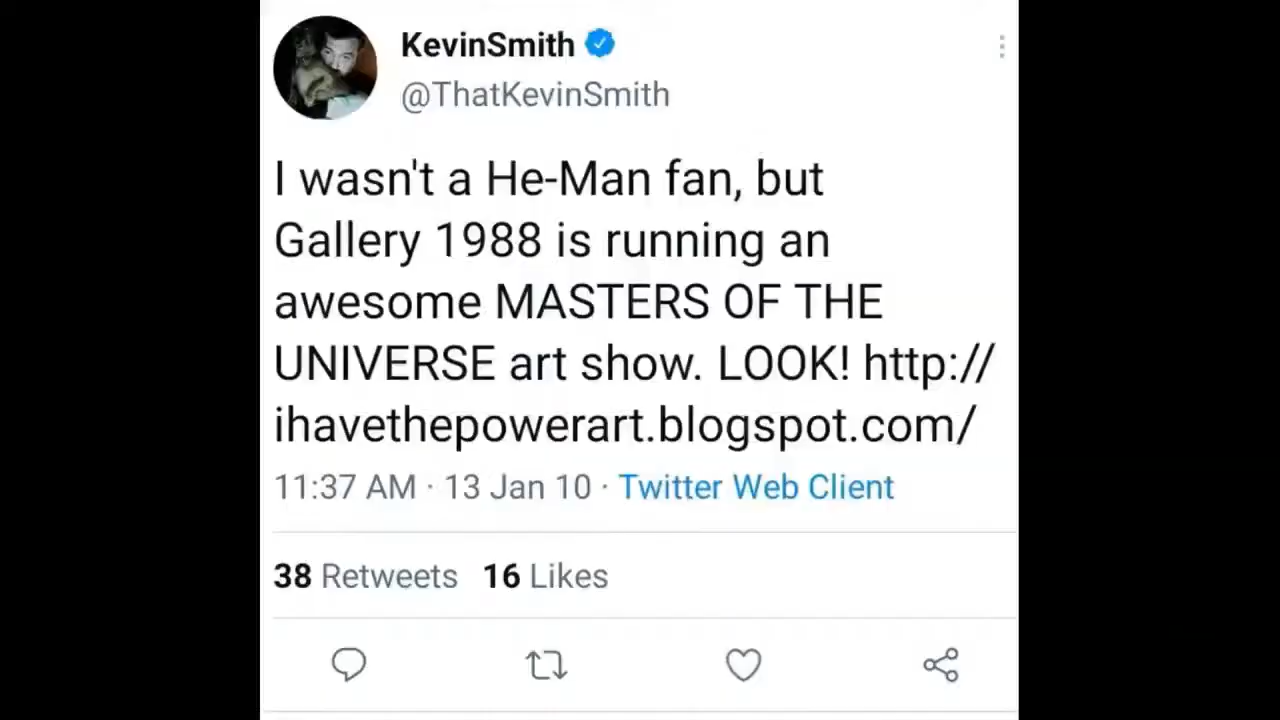 KevinSmith
@ThatKevinSmith
I wasn't a He-Man fan, but
Gallery 1988 is running an
awesome MASTERS OF THE
UNIVERSE art show. LOOK! http://
ihavethepowerart.blogspot.com/
11:37 AM · 13 Jan 10 · Twitter Web Client
38 Retweets 16 Likes